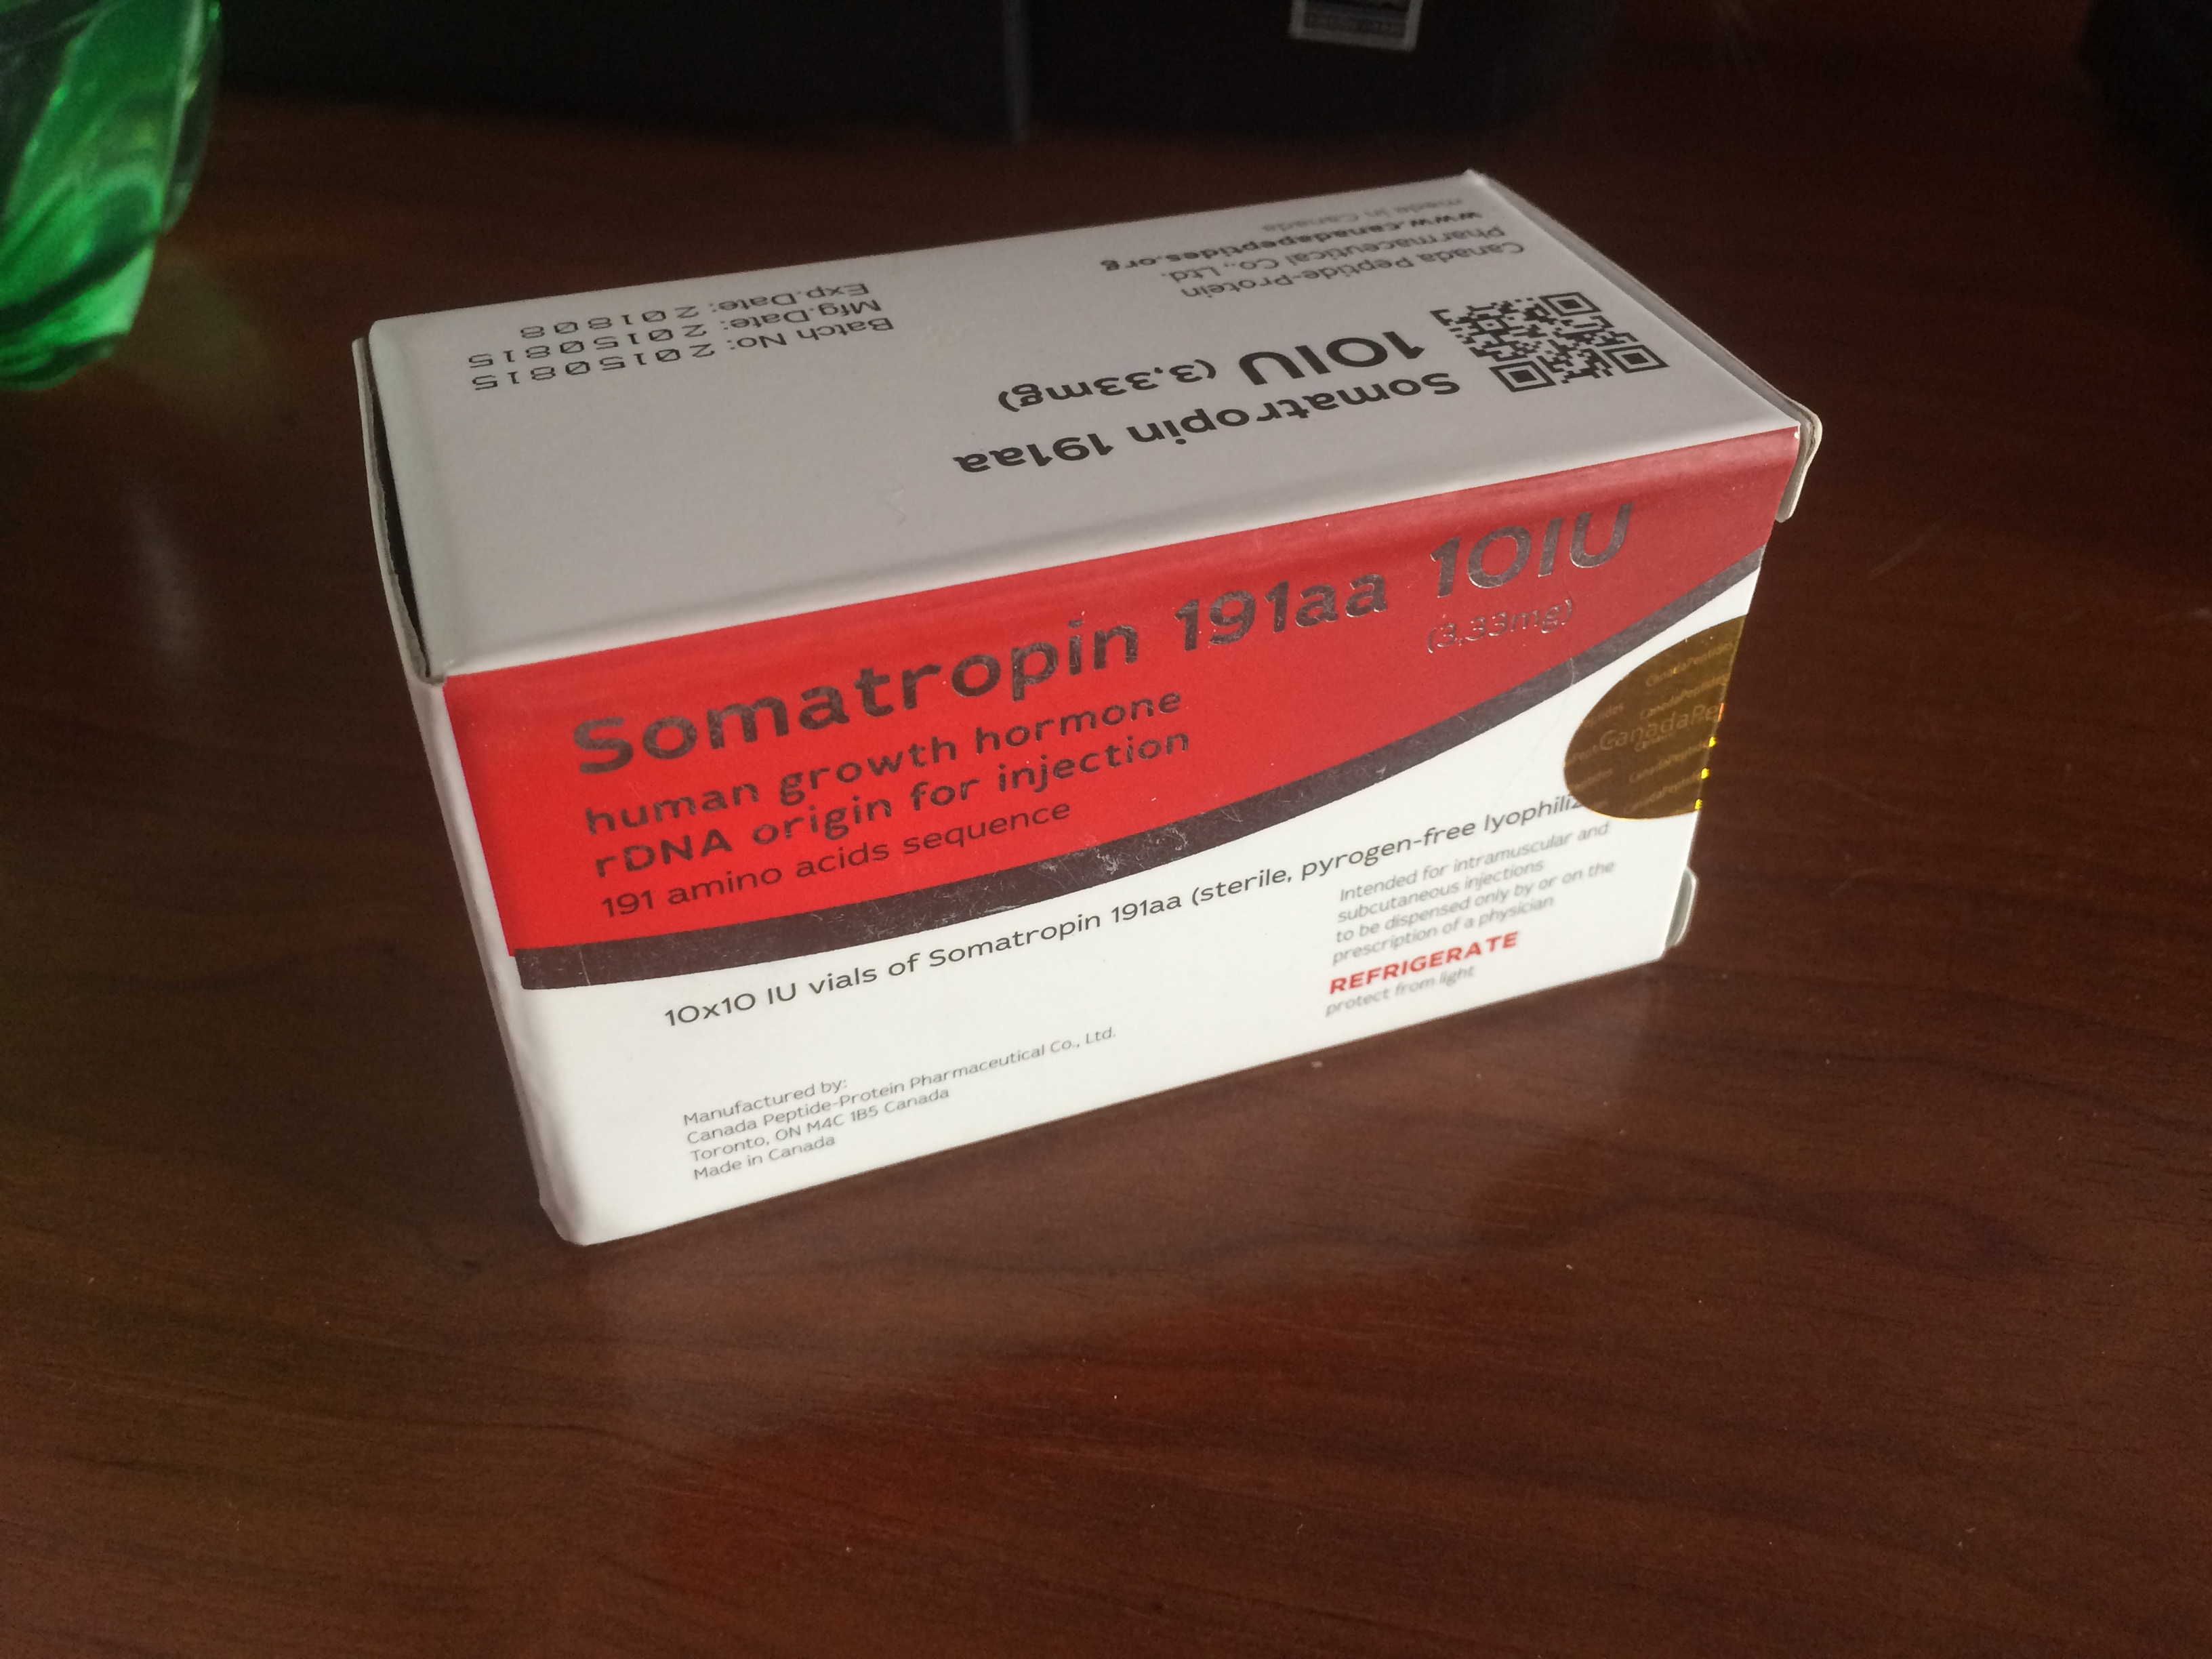 Canada Peptide-Protein
Pharmaceutical Co., Ltd.
www.canadapeptides.org
made in Canada
Somatropin 191aa
10IU (3,33mg)
Batch No: 20150815
Mfg.Date: 20150815
Exp.Date: 201808
Somatropin 191aa 10IU
(3,33mg)
human growth hormone
rDNA origin for injection
191 amino acids sequence
CanadaPe
10x10 IU vials of Somatropin 191aa (sterile, pyrogen-free lyophiliz
Intended for intramuscular and
subcutaneous injections
to be dispensed only by or on the
prescription of a physician
REFRIGERATE
protect from light
Manufactured by:
Canada Peptide-Protein Pharmaceutical Co., Ltd.
Toronto, ON M4C 1B5 Canada
Made in Canada